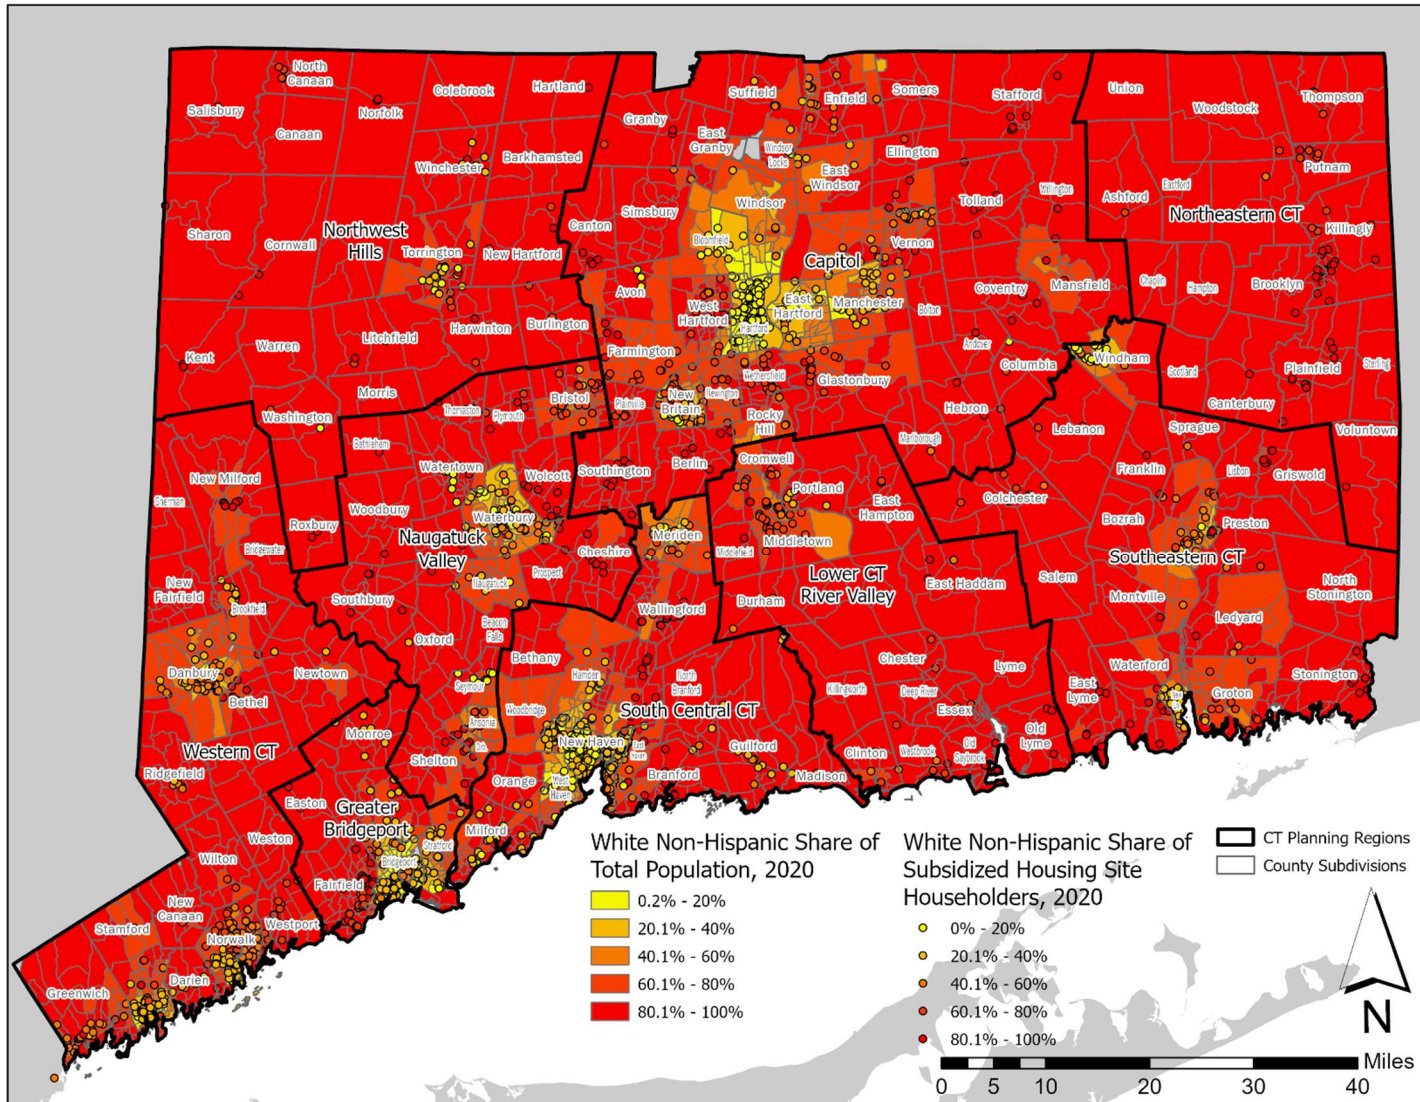 North
Canaan
Colebrook
Hartland
Salisbury
Norfolk
Canaan
Winchester
Barkhamsted
Northwest
Hills
Sharon
Cornwall
Torrington
New Hartford
Litchfield
Harwinton
Burlington
Kent
Warren
Morris
Washington
Suffield
Enfield
Somers
Stafford
Granby
East
Granby
Windsor
Locks
Ellington
East
Windsor
Willington
Simsbury
Windsor
Tolland
Canton
Bloomfield
Vernon
Capitol
Avon
West
Hartford
East
Hartford
Manchester
Hartford
Bolton
Coventry
Mansfield
Andover
Columbia
Farmington
Wethersfield
Glastonbury
Plainville
New
Britain
Newington
Rocky
Hill
Hebron
Marlborough
Southington
Berlin
Union
Woodstock
Thompson
Putnam
Ashford
Eastford
Northeastern CT
Killingly
Chaplin
Hampton
Brooklyn
Windham
Scotland
Plainfield
Sterling
Canterbury
Voluntown
Lebanon
Sprague
Franklin
Lisbon
Griswold
Colchester
Bozrah
Preston
Southeastern CT
Salem
Montville
Ledyard
North
Stonington
Waterford
East
Lyme
Groton
Stonington
Bristol
Thomaston
Plymouth
Bethlehem
Watertown
Wolcott
Woodbury
Waterbury
Naugatuck
Valley
Cheshire
Prospect
Naugatuck
Southbury
Beacon
Falls
Oxford
Seymour
Ansonia
Shelton
Cromwell
Portland
East
Hampton
Middlefield
Middletown
Lower CT
River Valley
East Haddam
Durham
Chester
Lyme
Killingworth
Deep River
Essex
Clinton
Westbrook
Old
Saybrook
Old
Lyme
Meriden
Wallingford
Bethany
Hamden
North
Branford
Woodbridge
South Central CT
New Haven
Guilford
Orange
West
Haven
Branford
Madison
Milford
New Milford
Sherman
Roxbury
Bridgewater
New
Fairfield
Brookfield
Danbury
Newtown
Bethel
Western CT
Ridgefield
Weston
Wilton
New
Canaan
Stamford
Westport
Norwalk
Darien
Greenwich
Monroe
Easton
Greater
Bridgeport
Stratford
Bridgeport
Fairfield
White Non-Hispanic Share of
Total Population, 2020
0.2% - 20%
20.1% - 40%
40.1% - 60%
60.1% - 80%
80.1% - 100%
White Non-Hispanic Share of
Subsidized Housing Site
Householders, 2020
0% - 20%
20.1% - 40%
40.1% - 60%
60.1% - 80%
80.1% - 100%
CT Planning Regions
County Subdivisions
N
Miles
0 5 10 20 30 40